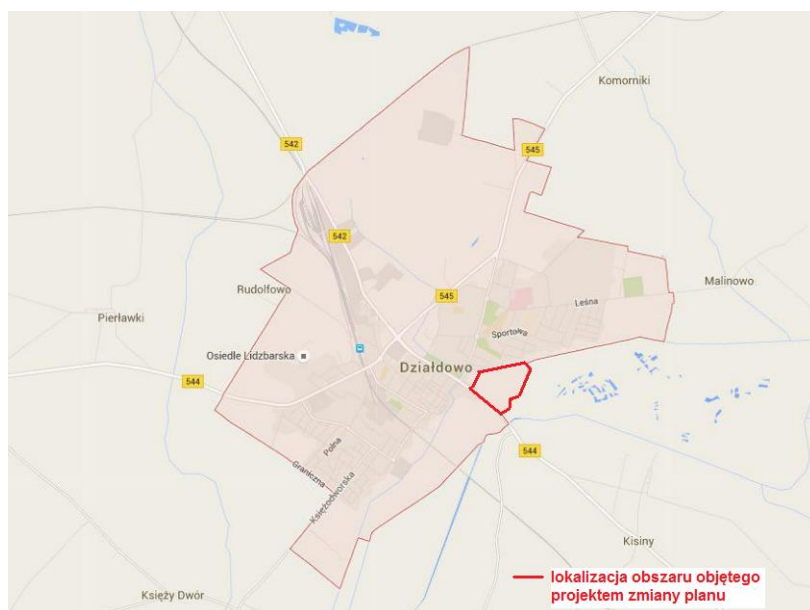 Komorniki
542
545
542
Rudolfowo
545
Malinowo
Leśna
Pierławki
Sportowa
Osiedle Lidzbarska
Działdowo
544
Polna
544
Graniczna
Księżodworska
Kisiny
lokalizacja obszaru objętego
projektem zmiany planu
Księży Dwór